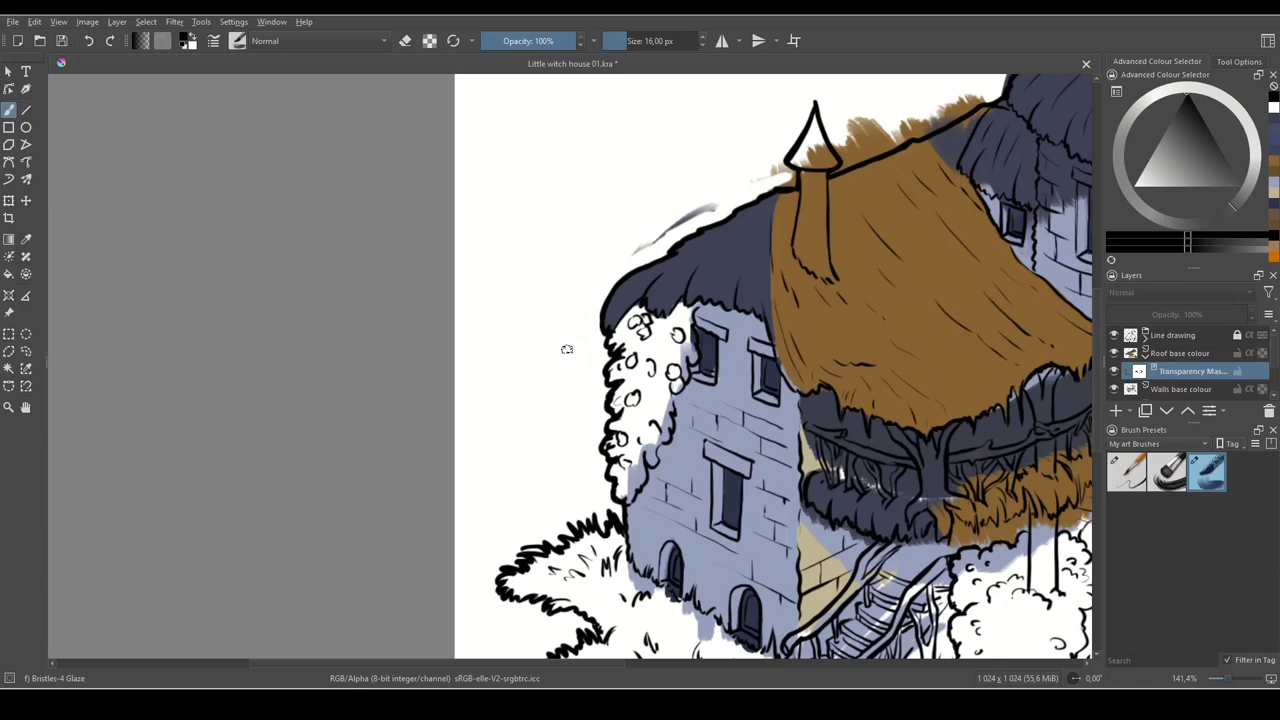 File Edit View Image Layer Select Filter Tools Settings Window Help
Normal Opacity: 100% Size: 16,00 px
Little witch house 01.kra *
Advanced Colour Selector Tool Options
Advanced Colour Selector
Layers
Normal
Opacity: 100%
Line drawing
Roof base colour
Transparency Mas...
Walls base colour
Brush Presets
My art Brushes Tag
Search Filter in Tag
f) Bristles-4 Glaze RGB/Alpha (8-bit integer/channel) sRGB-elle-V2-srgbtrc.icc 1 024 x 1 024 (55,6 MiB) 0,00° 141,4%